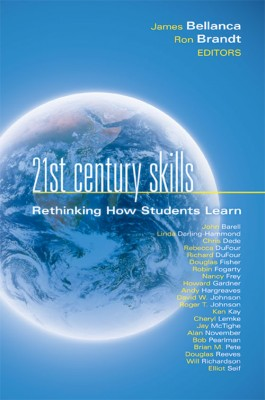 James Bellanca
Ron Brandt
EDITORS
21st century skills
Rethinking How Students Learn
John Barell
Linda Darling-Hammond
Chris Dede
Rebecca DuFour
Richard DuFour
Douglas Fisher
Robin Fogarty
Nancy Frey
Howard Gardner
Andy Hargreaves
David W. Johnson
Roger T. Johnson
Ken Kay
Cheryl Lemke
Jay McTighe
Alan November
Bob Pearlman
Brian M. Pete
Douglas Reeves
Will Richardson
Elliot Seif